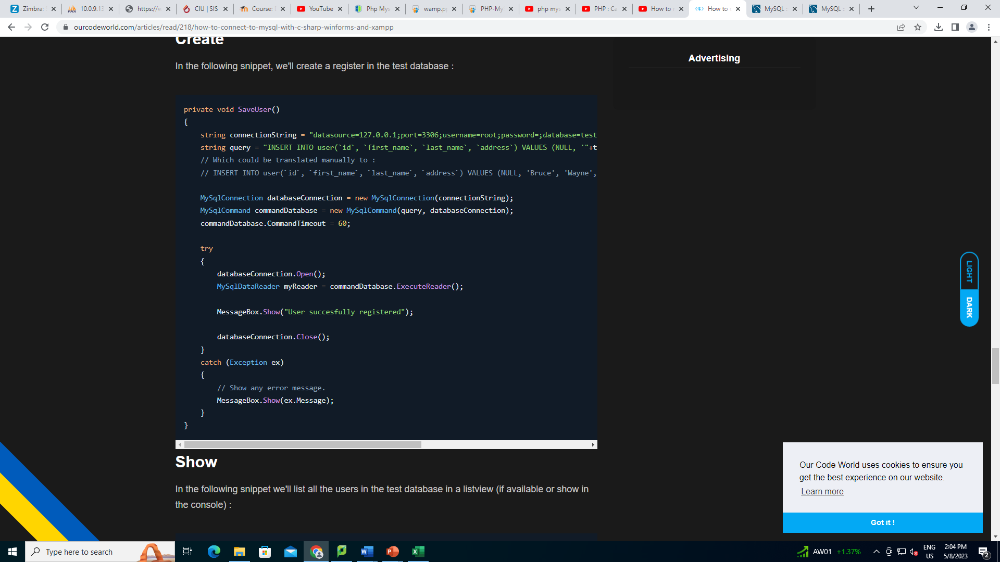 Zimbra:
10.0.9.13
https://w
CIU | SIS
Course:
YouTube
Php Mys
wamp.p
PHP-My
php mys
PHP : Ca
How to
How to
MySQL
MySQL
ourcodeworld.com/articles/read/218/how-to-connect-to-mysql-with-c-sharp-winforms-and-xampp
Create
In the following snippet, we'll create a register in the test database :
private void SaveUser()
{
string connectionString = "datasource=127.0.0.1;port=3306;username=root;password=;database=test
string query = "INSERT INTO user(`id`, `first_name`, `last_name`, `address`) VALUES (NULL, '"+t
// Which could be translated manually to :
// INSERT INTO user(`id`, `first_name`, `last_name`, `address`) VALUES (NULL, 'Bruce', 'Wayne',
MySqlConnection databaseConnection = new MySqlConnection(connectionString);
MySqlCommand commandDatabase = new MySqlCommand(query, databaseConnection);
commandDatabase.CommandTimeout = 60;
try
{
databaseConnection.Open();
MySqlDataReader myReader = commandDatabase.ExecuteReader();
MessageBox.Show("User succesfully registered");
databaseConnection.Close();
}
catch (Exception ex)
{
// Show any error message.
MessageBox.Show(ex.Message);
}
}
Show
In the following snippet we'll list all the users in the test database in a listview (if available or show in
the console) :
Advertising
LIGHT
DARK
Our Code World uses cookies to ensure you
get the best experience on our website.
Learn more
Got it !
Type here to search
AW01 +1.37%
ENG
US
2:04 PM
5/8/2023
2